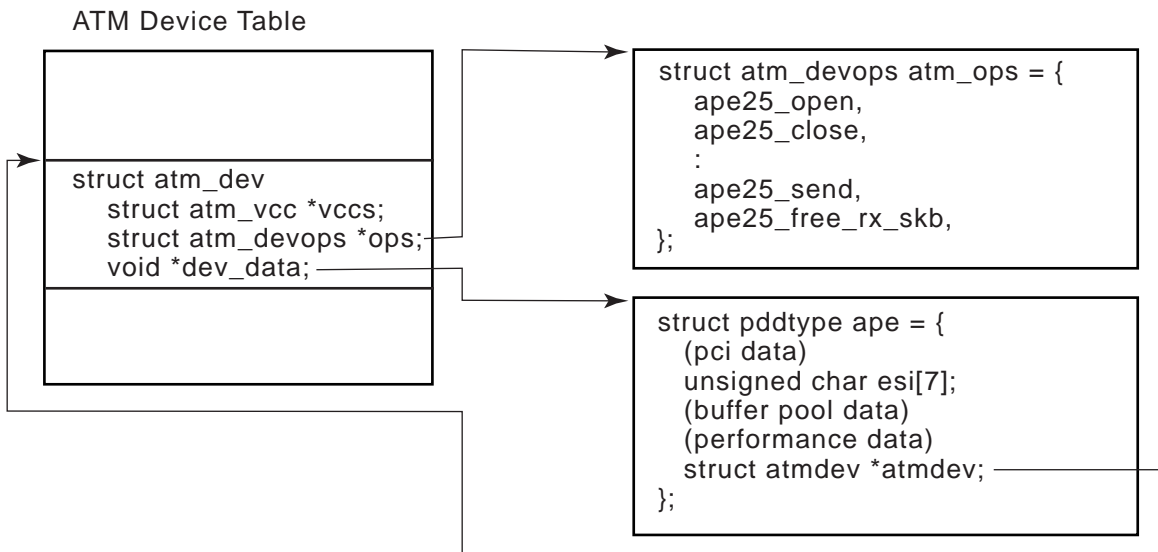 ATM Device Table
struct atm_dev
struct atm_vcc *vccs;
struct atm_devops *ops;
void *dev_data;
struct atm_devops atm_ops = {
ape25_open,
ape25_close,
:
ape25_send,
ape25_free_rx_skb,
};
struct pddtype ape = {
(pci data)
unsigned char esi[7];
(buffer pool data)
(performance data)
struct atmdev *atmdev;
};